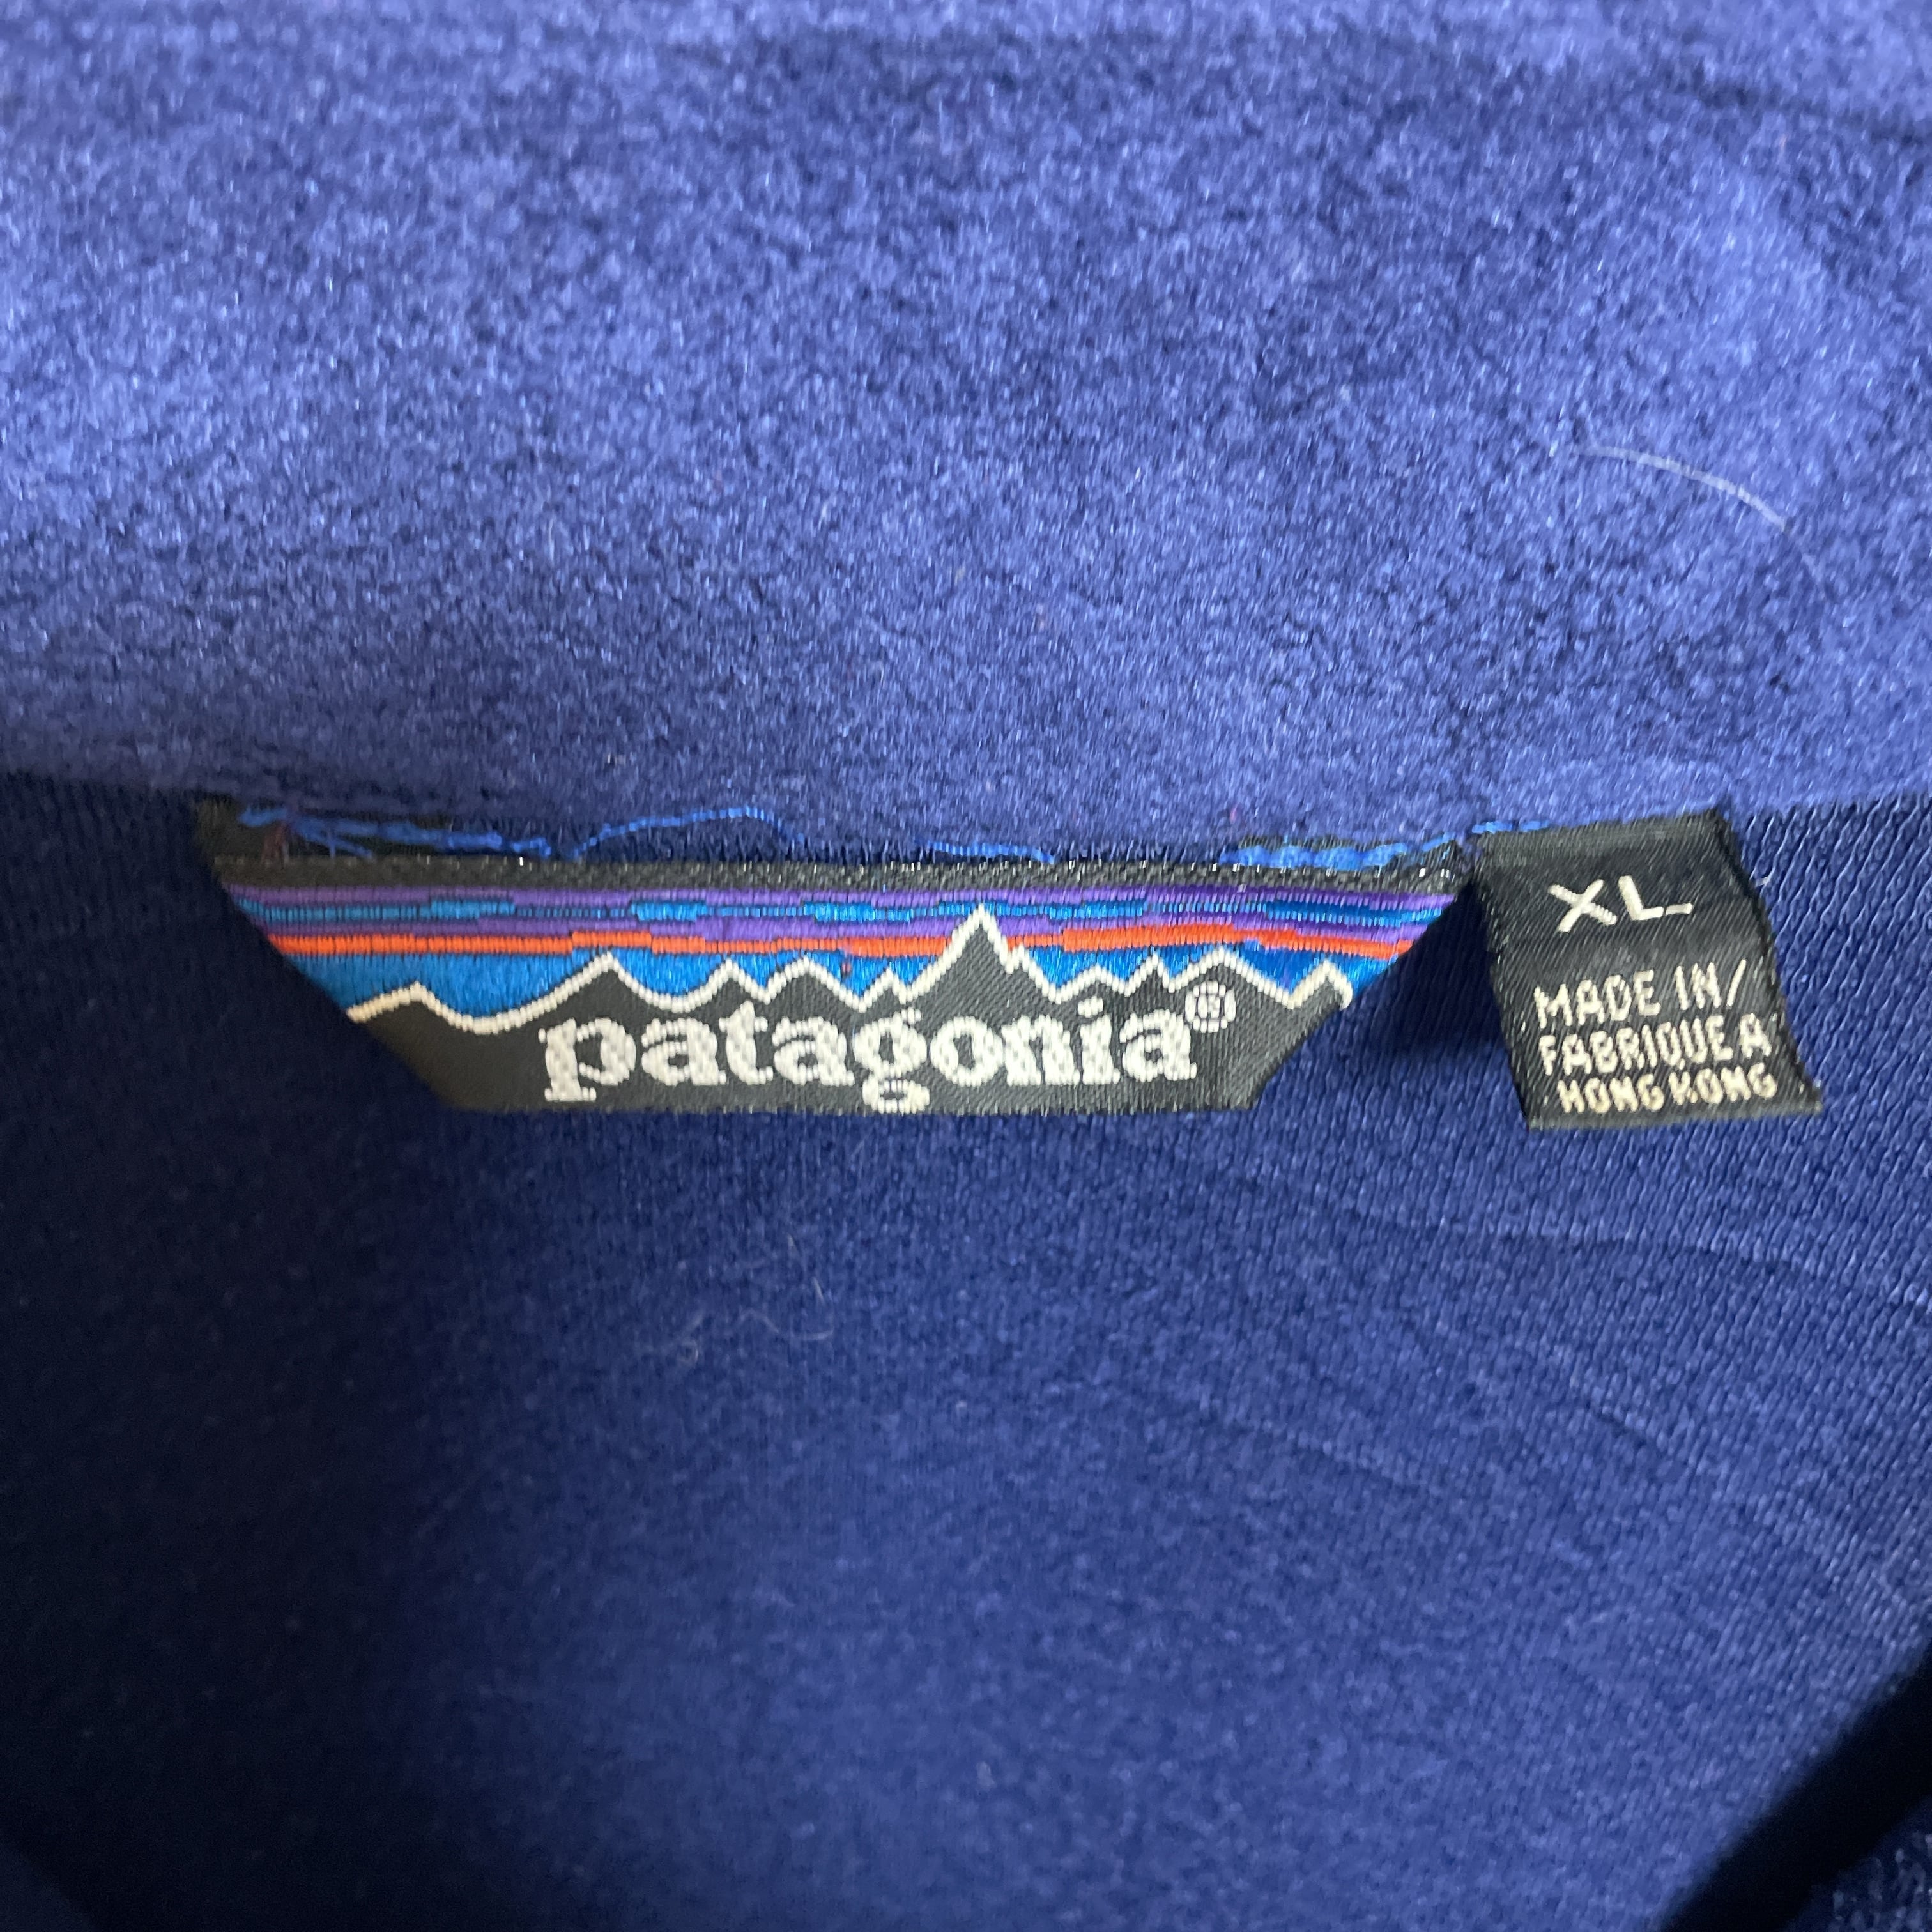 patagonia®
XL
MADE IN/
FABRIQUE A
HONG KONG